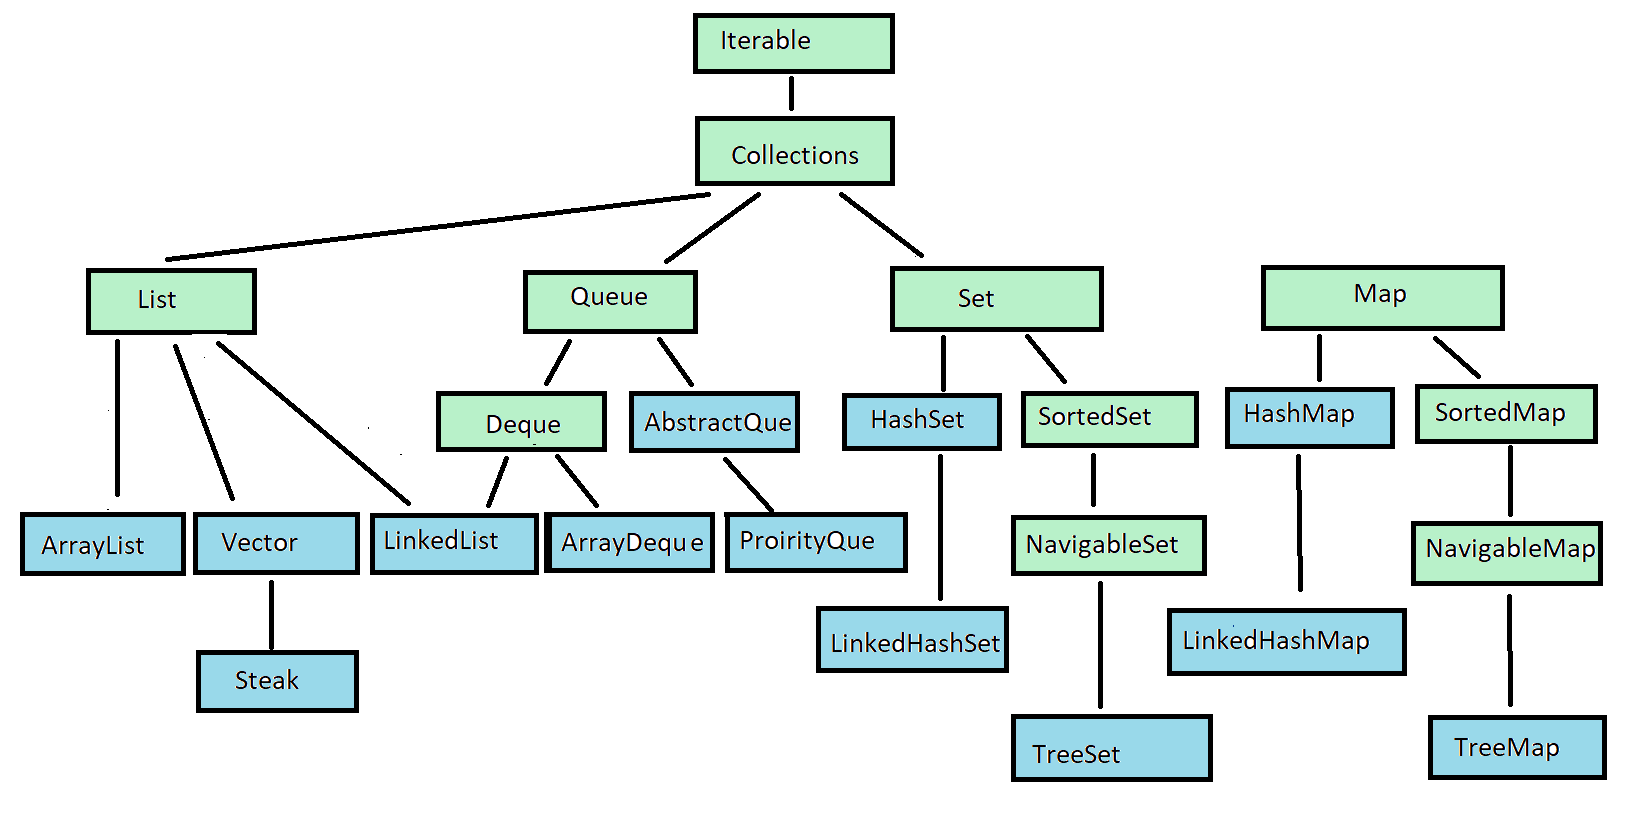 Iterable
Collections
List
Queue
Set
Map
Deque
AbstractQue
HashSet
SortedSet
HashMap
SortedMap
ArrayList
Vector
LinkedList
ArrayDeque
ProirityQue
NavigableSet
NavigableMap
LinkedHashSet
LinkedHashMap
Steak
TreeSet
TreeMap